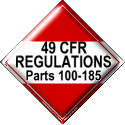 49 CFR
REGULATIONS
Parts 100-185